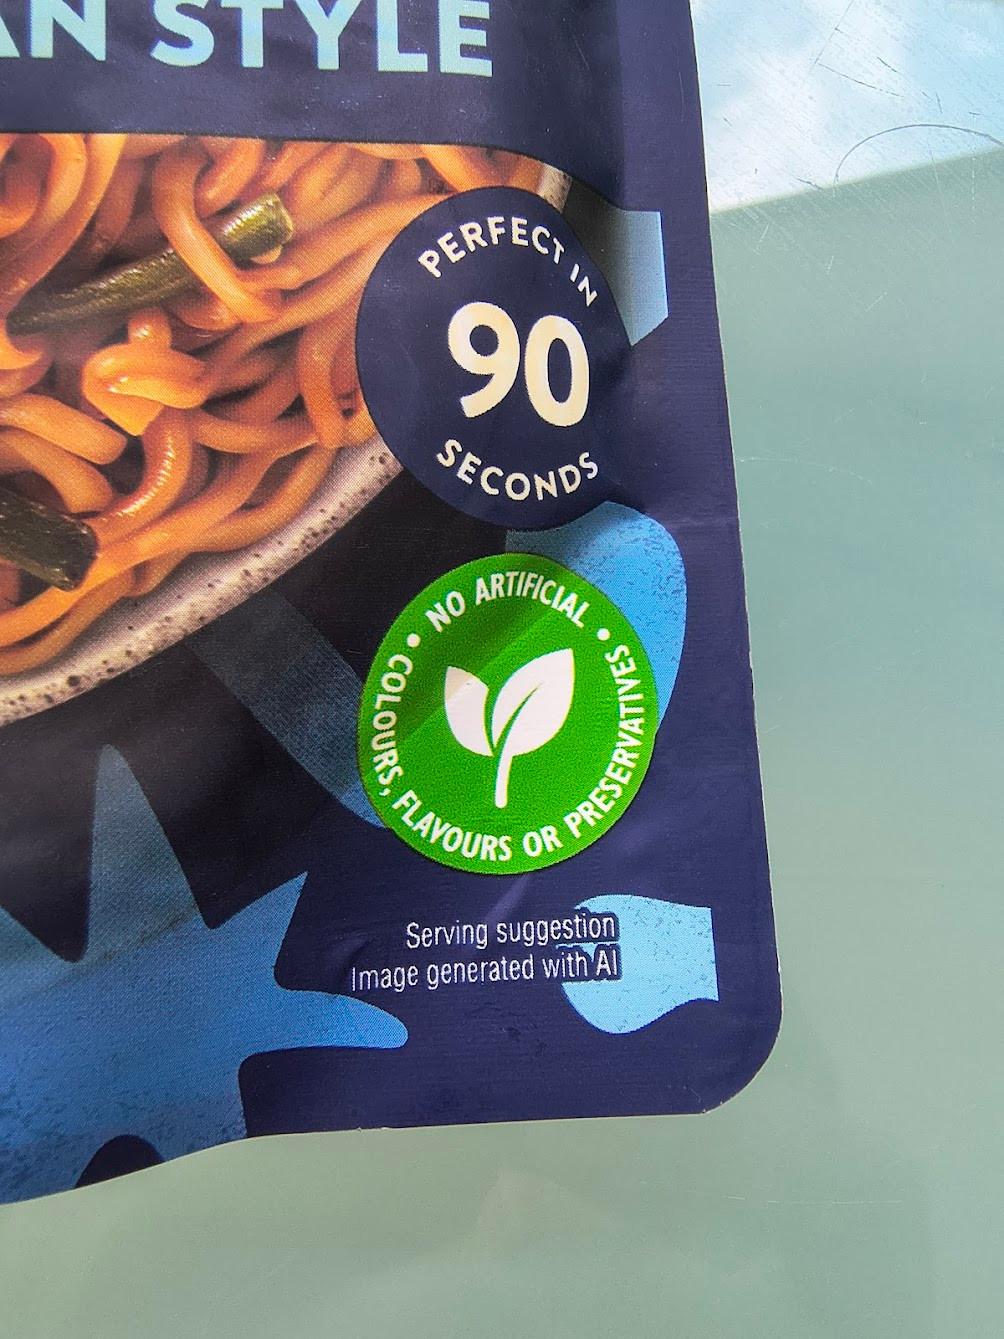 AN STYLE
PERFECT IN
90
SECONDS
NO ARTIFICIAL
• COLOURS, FLAVOURS OR PRESERVATIVES •
Serving suggestion
Image generated with AI